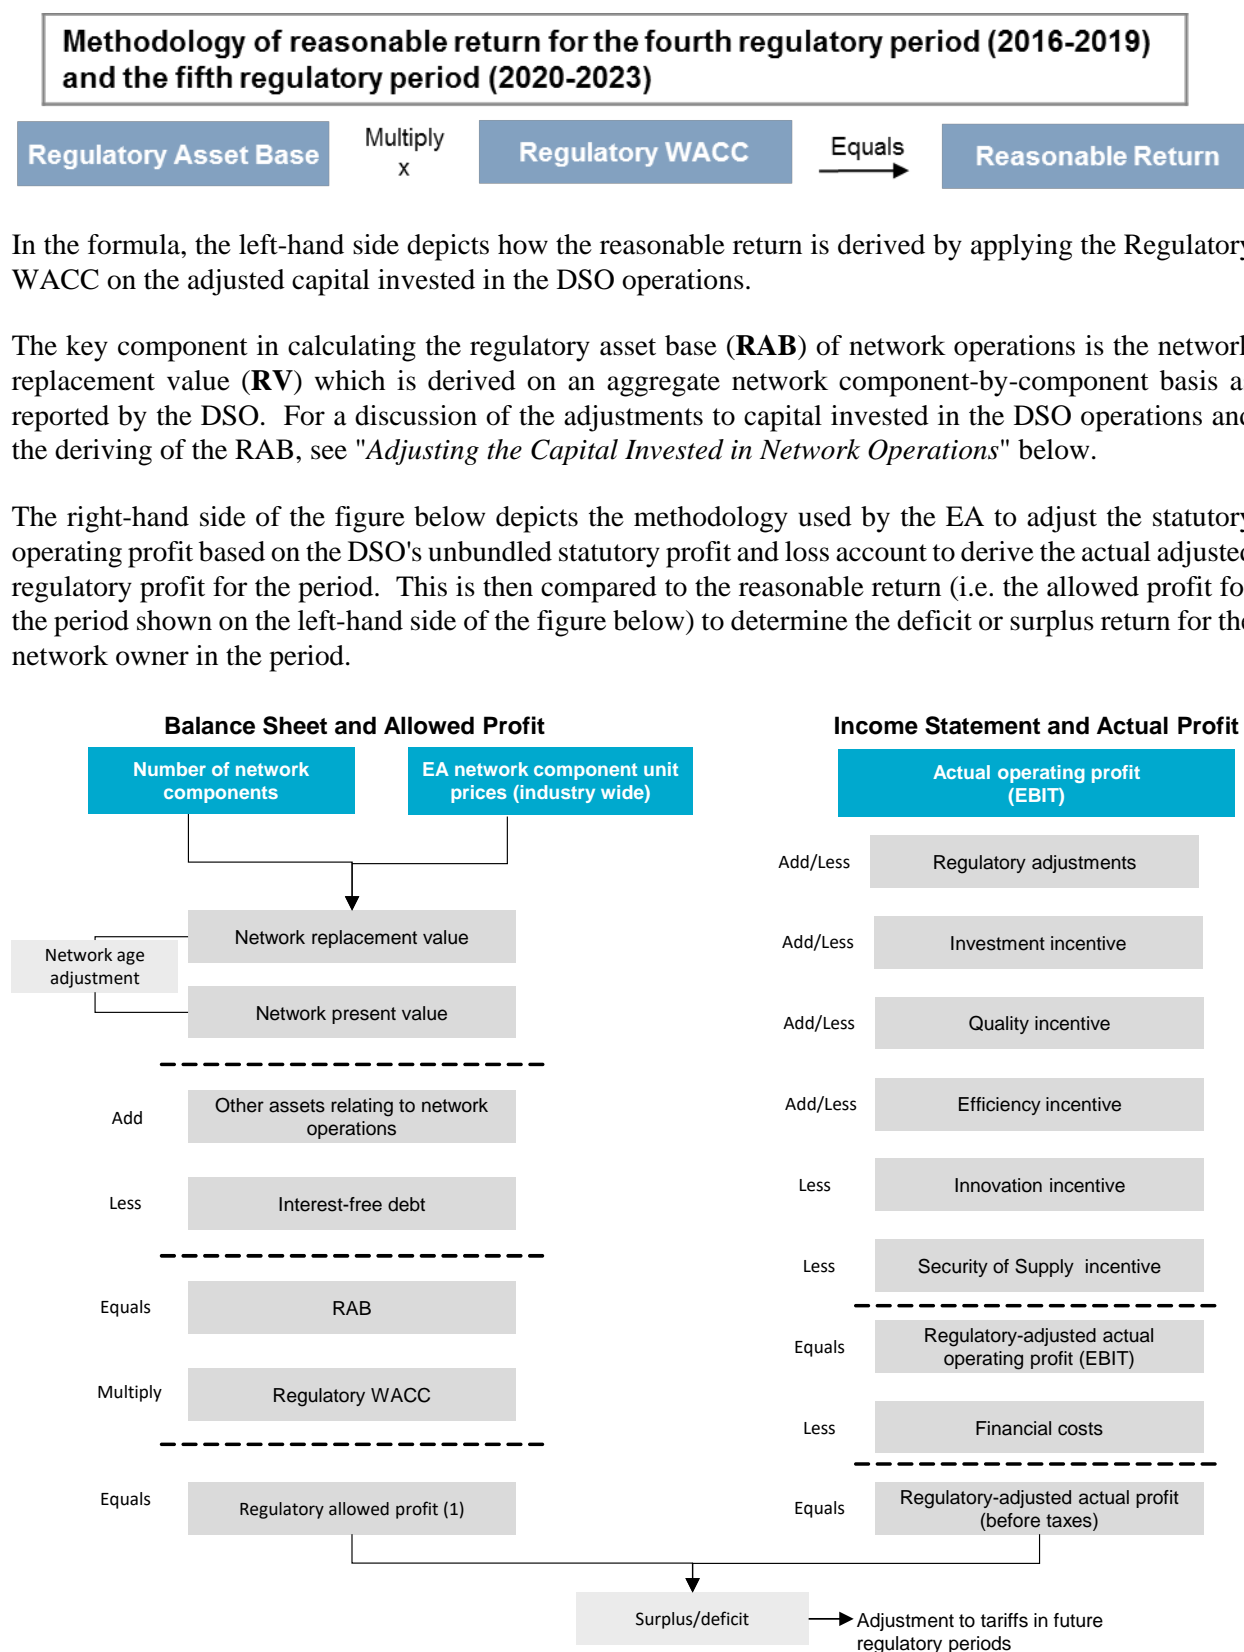 Methodology of reasonable return for the fourth regulatory period (2016-2019)
and the fifth regulatory period (2020-2023)
Regulatory Asset Base
Multiply
x
Regulatory WACC
Equals
Reasonable Return
In the formula, the left-hand side depicts how the reasonable return is derived by applying the Regulatory
WACC on the adjusted capital invested in the DSO operations.
The key component in calculating the regulatory asset base (RAB) of network operations is the network
replacement value (RV) which is derived on an aggregate network component-by-component basis a
reported by the DSO. For a discussion of the adjustments to capital invested in the DSO operations and
the deriving of the RAB, see "Adjusting the Capital Invested in Network Operations" below.
The right-hand side of the figure below depicts the methodology used by the EA to adjust the statutory
operating profit based on the DSO's unbundled statutory profit and loss account to derive the actual adjusted
regulatory profit for the period. This is then compared to the reasonable return (i.e. the allowed profit fo
the period shown on the left-hand side of the figure below) to determine the deficit or surplus return for the
network owner in the period.
Balance Sheet and Allowed Profit
Number of network
components
EA network component unit
prices (industry wide)
Network replacement value
Network age
adjustment
Network present value
Add
Other assets relating to network
operations
Less
Interest-free debt
Equals
RAB
Multiply
Regulatory WACC
Equals
Regulatory allowed profit (1)
Income Statement and Actual Profit
Actual operating profit
(EBIT)
Add/Less
Regulatory adjustments
Add/Less
Investment incentive
Add/Less
Quality incentive
Add/Less
Efficiency incentive
Less
Innovation incentive
Less
Security of Supply incentive
Equals
Regulatory-adjusted actual
operating profit (EBIT)
Less
Financial costs
Equals
Regulatory-adjusted actual profit
(before taxes)
Surplus/deficit
Adjustment to tariffs in future
regulatory periods